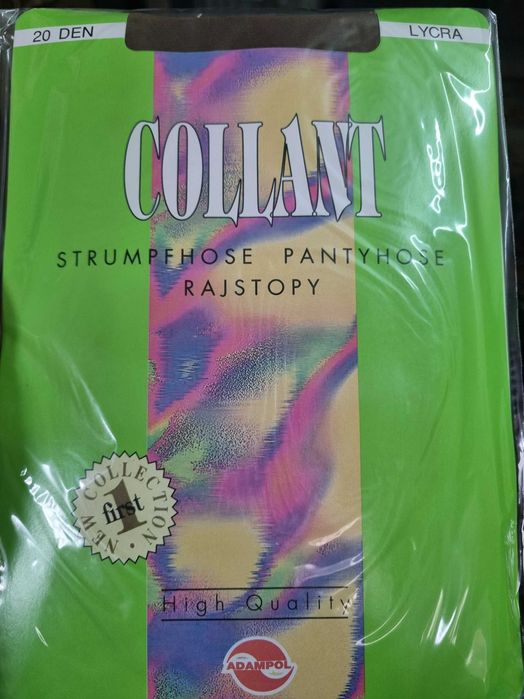 20 DEN
LYCRA
COLLANT
STRUMPFHOSE PANTYHOSE
RAJSTOPY
NEW COLLECTION
1
first
High Quality
ADAMPOL